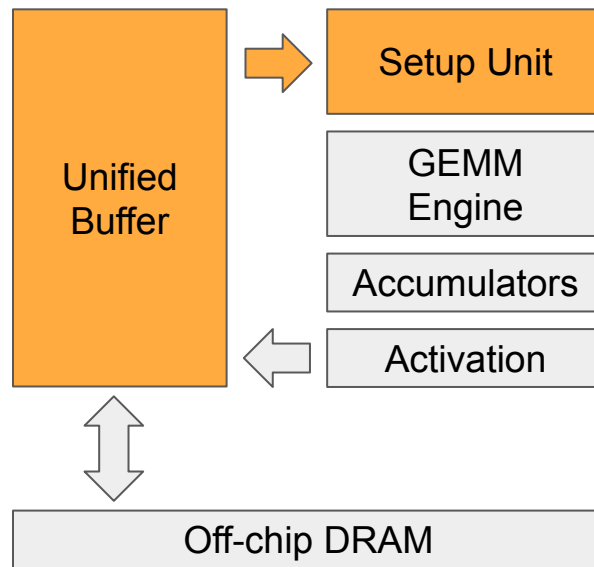 Unified
Buffer
Setup Unit
GEMM
Engine
Accumulators
Activation
Off-chip DRAM